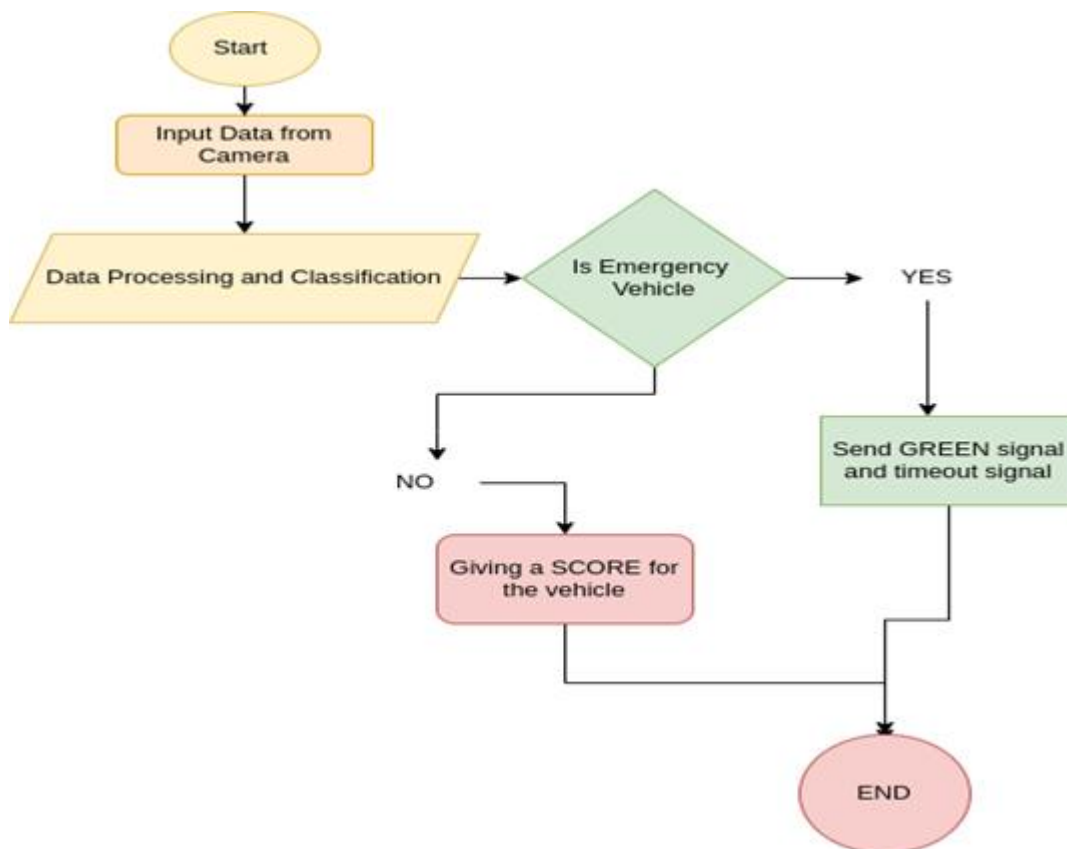 Start
Input Data from
Camera
Data Processing and Classification
Is Emergency
Vehicle
YES
NO
Send GREEN signal
and timeout signal
Giving a SCORE for
the vehicle
END